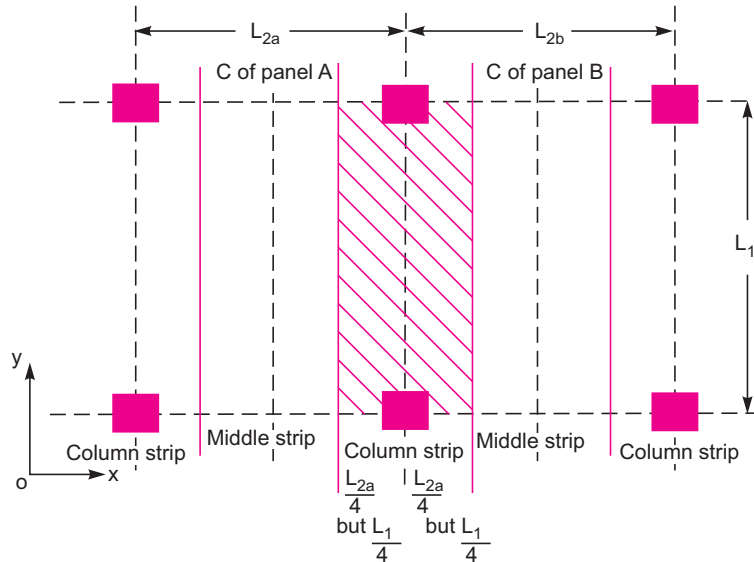 L2a
L2b
C of panel A
C of panel B
L1
y
o
x
Column strip
Middle strip
Column strip
Middle strip
Column strip
L2a
4
L2a
4
but L1
4
but L1
4